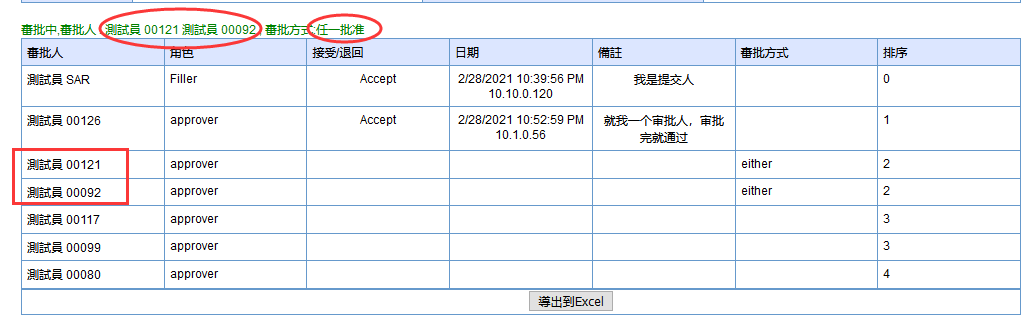 審批中,審批人 :測試員 00121 測試員 00092, 審批方式:任一批准
審批人 角色 接受/退回 日期 備註 審批方式 排序
測試員 SAR Filler Accept 2/28/2021 10:39:56 PM 我是提交人 0
10.10.0.120
測試員 00126 approver Accept 2/28/2021 10:52:59 PM 就我一个审批人，审批 1
10.1.0.56 完就通过
測試員 00121 approver either 2
測試員 00092 approver either 2
測試員 00117 approver 3
測試員 00099 approver 3
測試員 00080 approver 4
導出到Excel